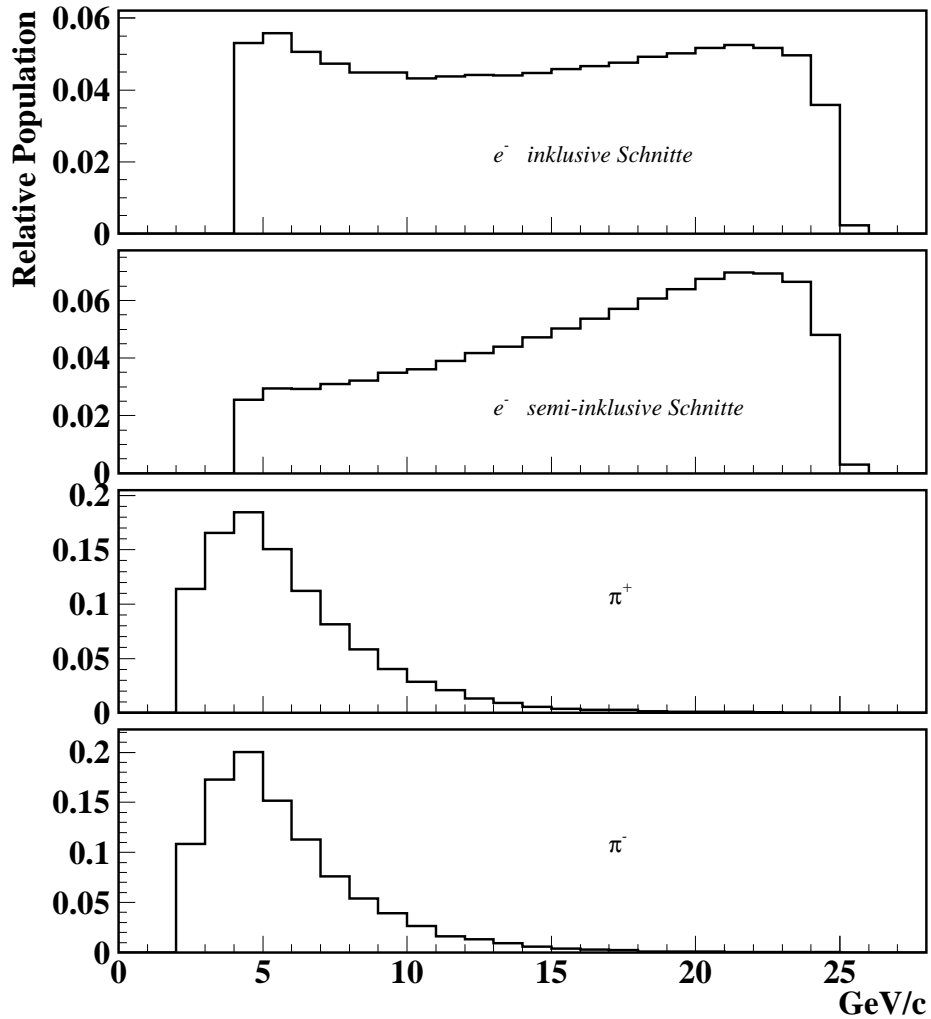 Relative Population
0.06
0.04
0.02
0
e⁻ inklusive Schnitte
0.06
0.04
0.02
0
e⁻ semi-inklusive Schnitte
0.2
0.15
0.1
0.05
0
π⁺
0.2
0.15
0.1
0.05
0
π⁻
0 5 10 15 20 25
GeV/c